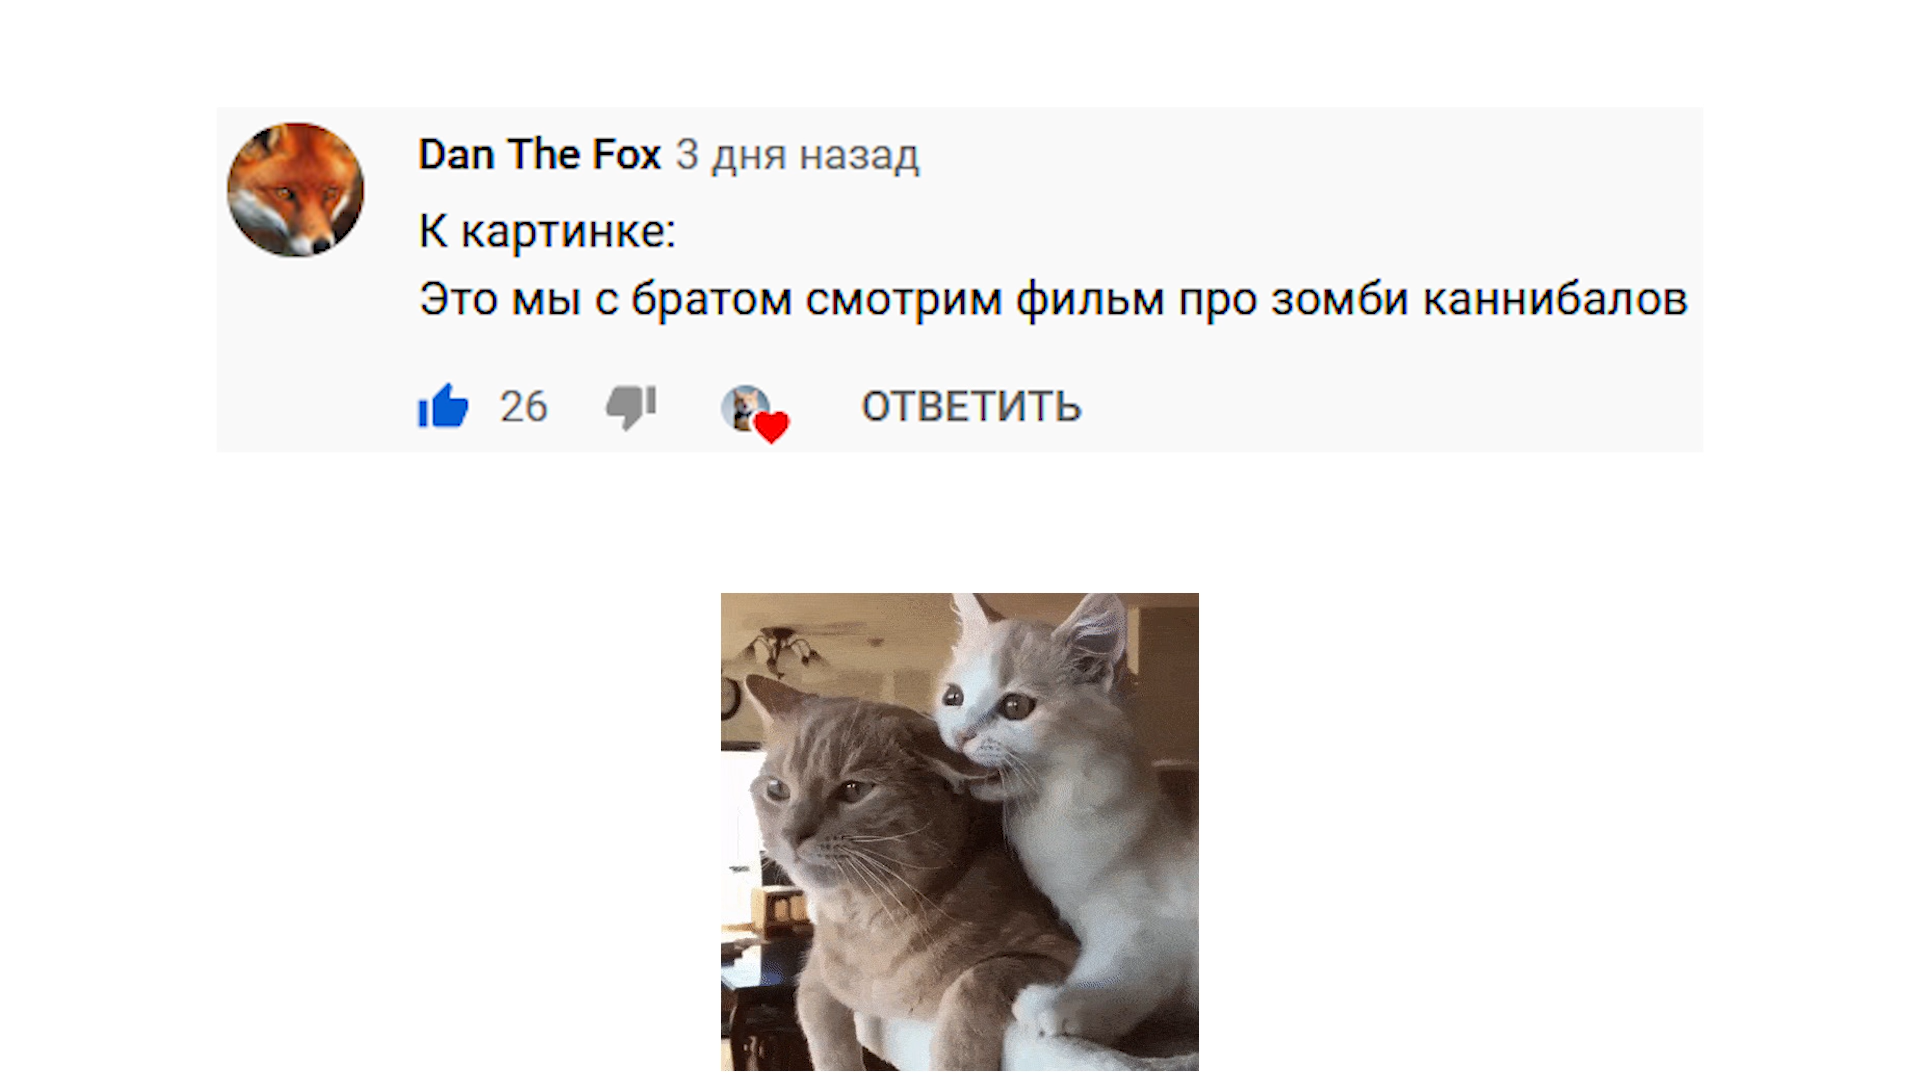 Dan The Fox 3 дня назад
К картинке:
Это мы с братом смотрим фильм про зомби каннибалов
26 ОТВЕТИТЬ